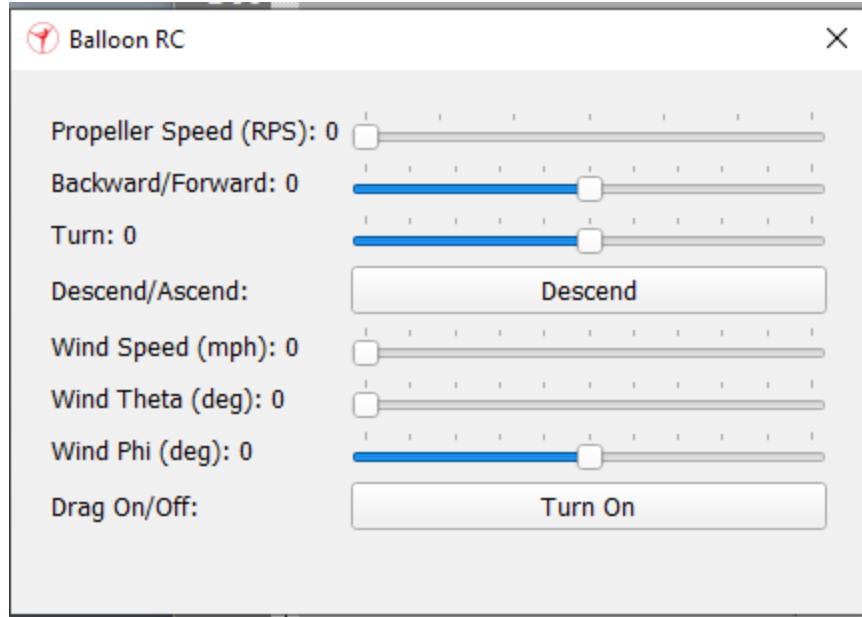 Balloon RC
Propeller Speed (RPS): 0
Backward/Forward: 0
Turn: 0
Descend/Ascend: Descend
Wind Speed (mph): 0
Wind Theta (deg): 0
Wind Phi (deg): 0
Drag On/Off: Turn On